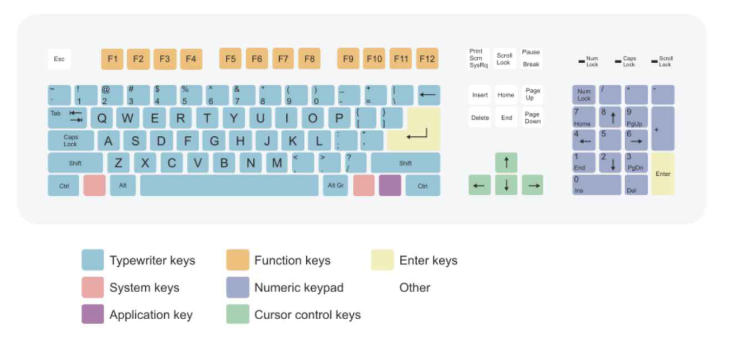 Esc F1 F2 F3 F4 F5 F6 F7 F8 F9 F10 F11 F12
Print Scrn SysRq Scroll Lock Pause Break
Num Lock Caps Lock Scroll Lock
~ ! @ # $ % ^ & * ( ) _ + |
` 1 2 3 4 5 6 7 8 9 0 - = \ ←
Insert Home Page Up
Num Lock / * -
Tab Q W E R T Y U I O P { }
[ ]
Delete End Page Down
7 Home 8 ↑ 9 PgUp +
Caps Lock A S D F G H J K L : ;
4 ← 5 6 →
Shift Z X C V B N M < , > . ? / Shift
↑
1 End 2 ↓ 3 PgDn Enter
Ctrl Alt Alt Gr Ctrl
← ↓ →
0 Ins Del
Typewriter keys Function keys Enter keys
System keys Numeric keypad Other
Application key Cursor control keys